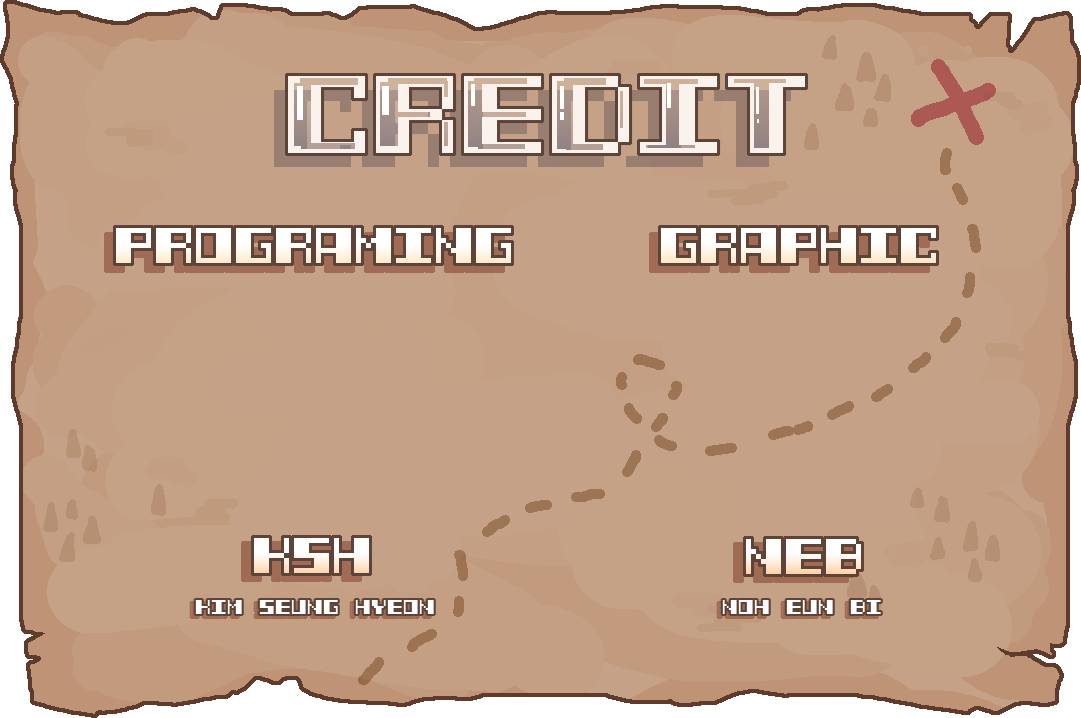 CREDIT
PROGRAMING
GRAPHIC
KSH
NEB
KIM SEUNG HYEON
NOH EUN BI